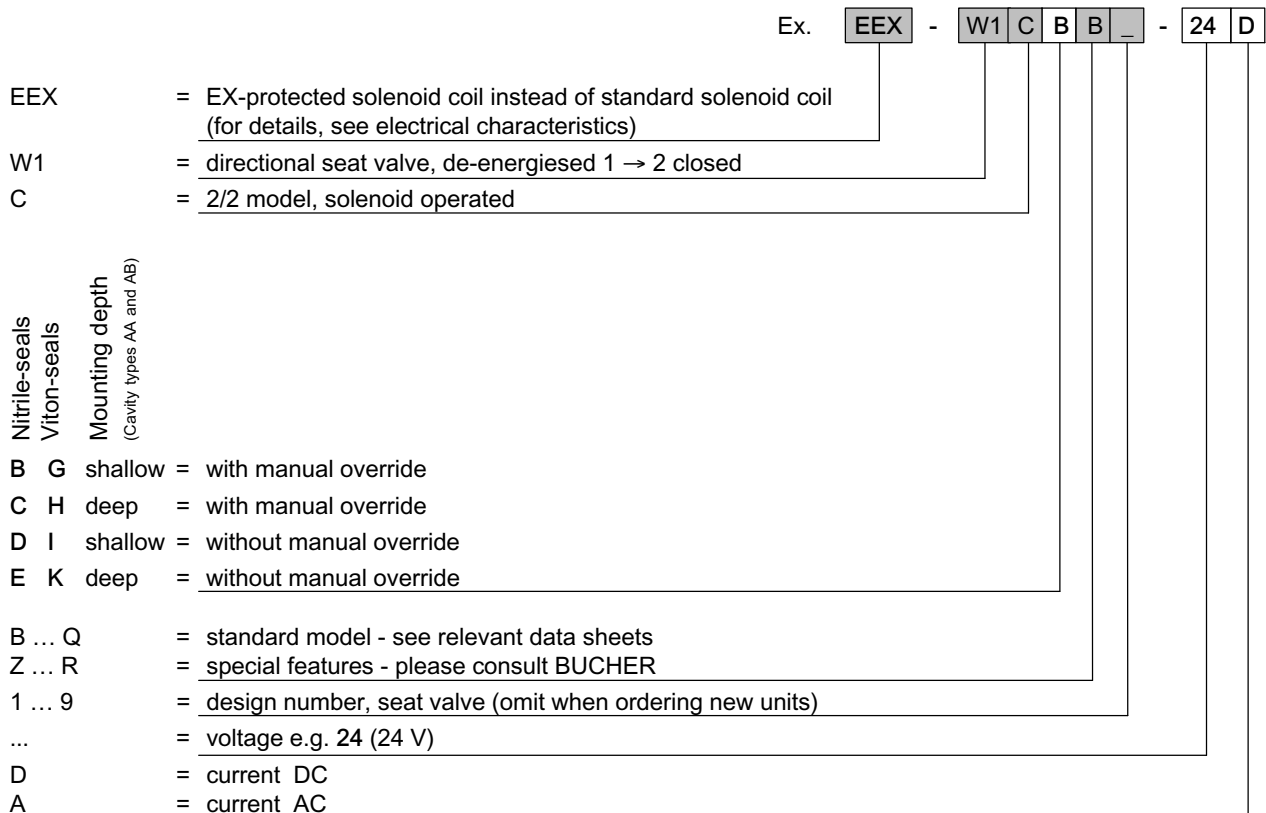 Ex. EEX - W1 C B B _ - 24 D
EEX = EX-protected solenoid coil instead of standard solenoid coil
(for details, see electrical characteristics)
W1 = directional seat valve, de-energiesed 1 → 2 closed
C = 2/2 model, solenoid operated
Nitrile-seals
Viton-seals
Mounting depth
(Cavity types AA and AB)
B G shallow = with manual override
C H deep = with manual override
D I shallow = without manual override
E K deep = without manual override
B … Q = standard model - see relevant data sheets
Z … R = special features - please consult BUCHER
1 … 9 = design number, seat valve (omit when ordering new units)
... = voltage e.g. 24 (24 V)
D = current DC
A = current AC